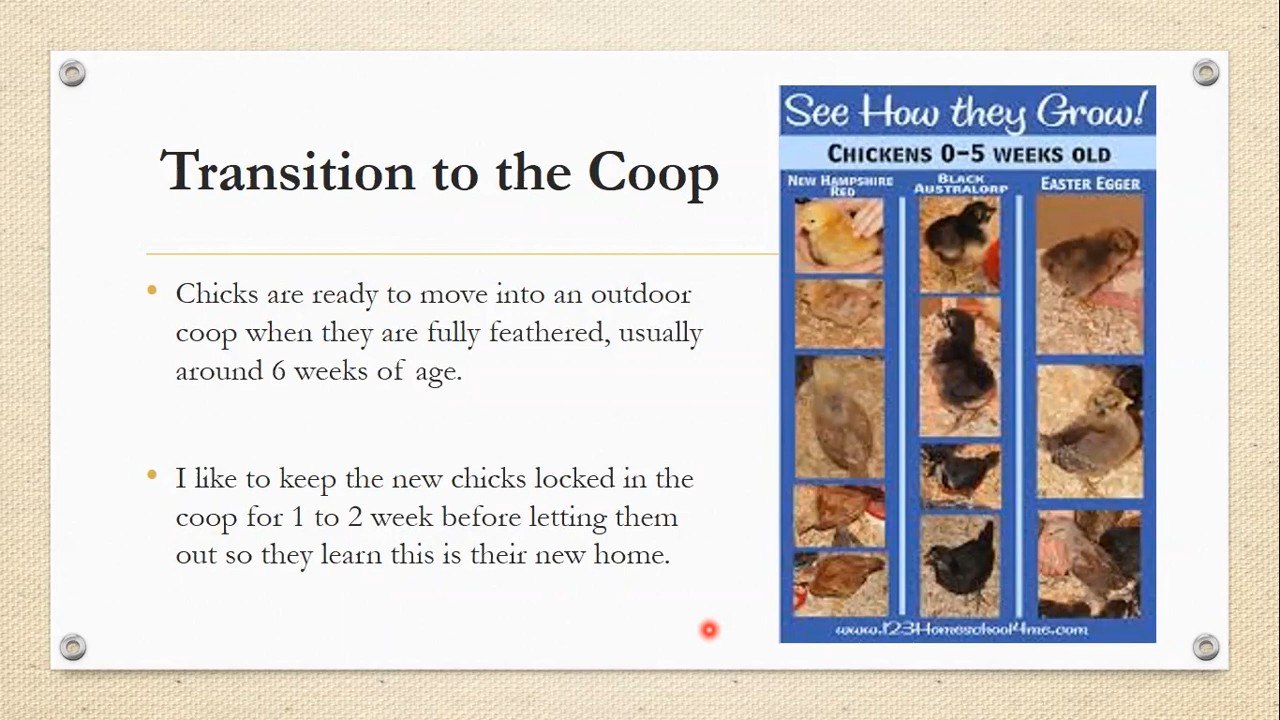 Transition to the Coop
Chicks are ready to move into an outdoor
coop when they are fully feathered, usually
around 6 weeks of age.
I like to keep the new chicks locked in the
coop for 1 to 2 week before letting them
out so they learn this is their new home.
See How they Grow!
CHICKENS 0-5 WEEKS OLD
NEW HAMPSHIRE
RED
BLACK
AUSTRALORP
EASTER EGGER
www.123Homeschool4me.com